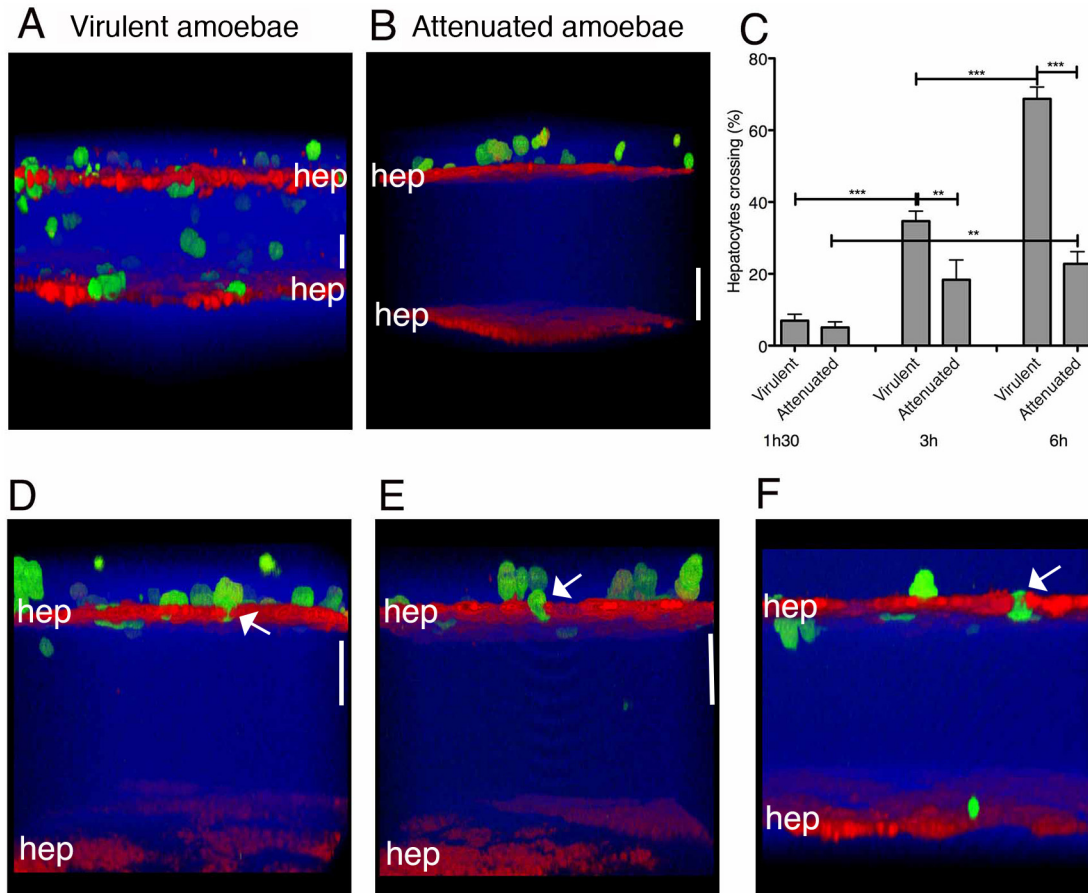 A Virulent amoebae
hep
hep
B Attenuated amoebae
hep
hep
C
Hepatocytes crossing (%)
80
60
40
20
0
***
***
***
**
**
Virulent
Attenuated
Virulent
Attenuated
Virulent
Attenuated
1h30
3h
6h
D
hep
hep
E
hep
hep
F
hep
hep